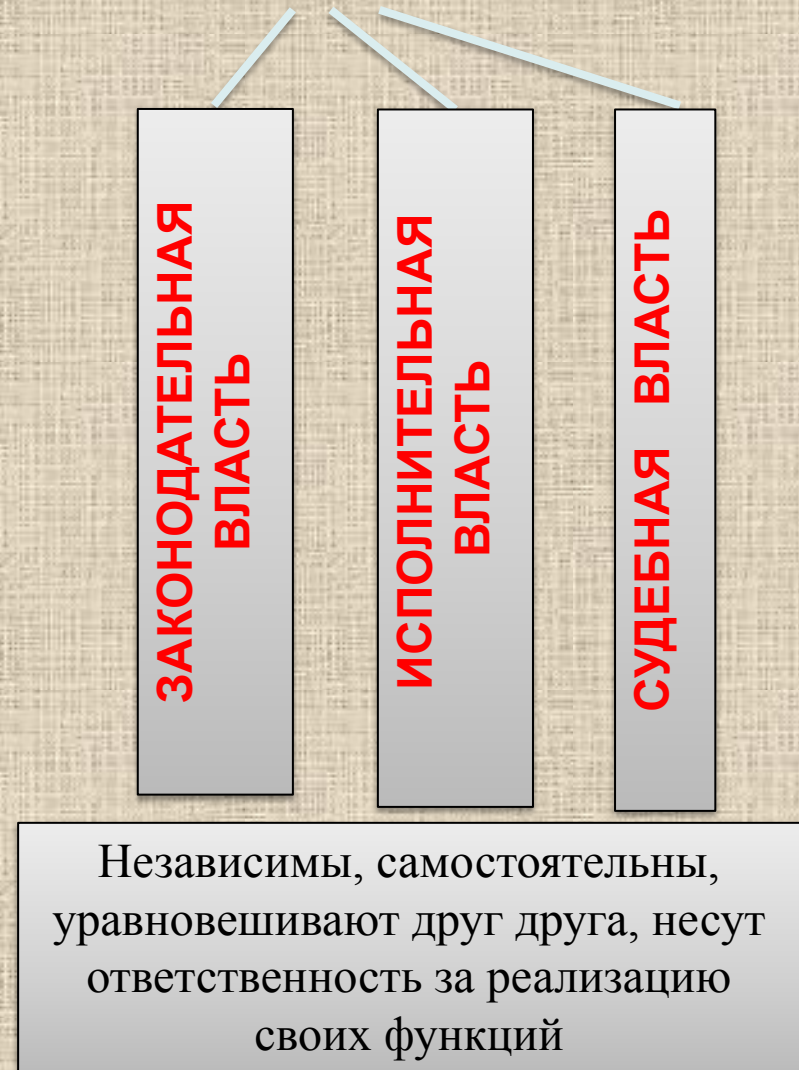 ЗАКОНОДАТЕЛЬНАЯ
ВЛАСТЬ
ИСПОЛНИТЕЛЬНАЯ
ВЛАСТЬ
СУДЕБНАЯ ВЛАСТЬ
Независимы, самостоятельны,
уравновешивают друг друга, несут
ответственность за реализацию
своих функций